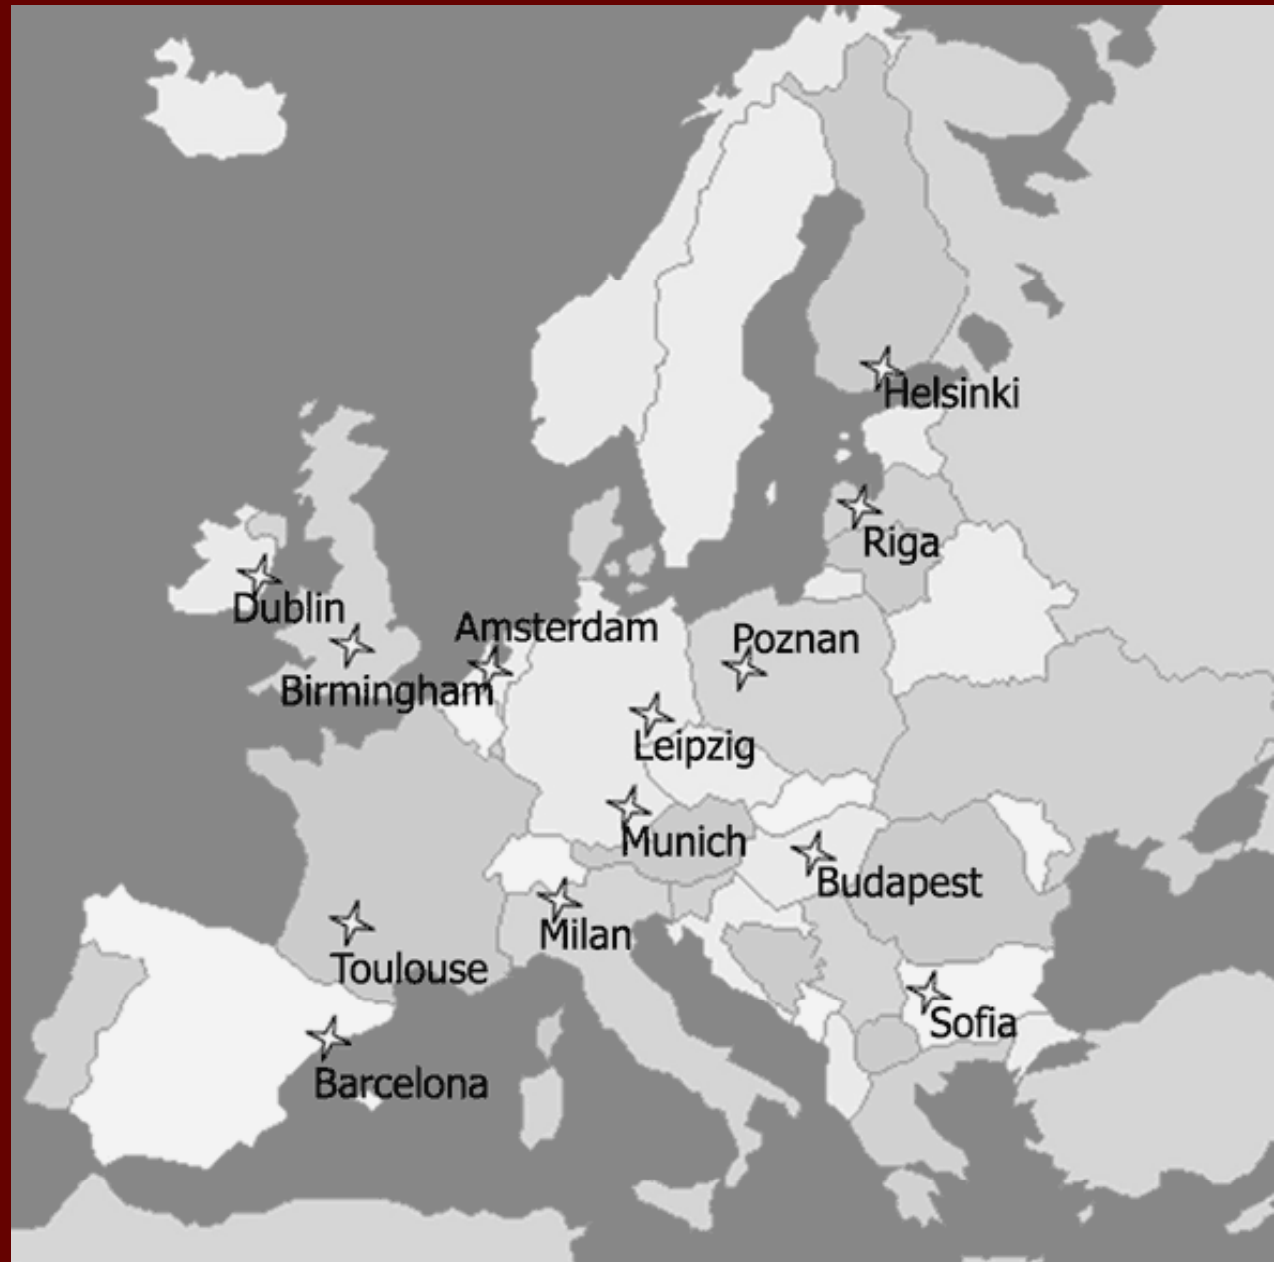 Helsinki
Riga
Dublin
Amsterdam
Poznan
Birmingham
Leipzig
Munich
Budapest
Milan
Toulouse
Sofia
Barcelona